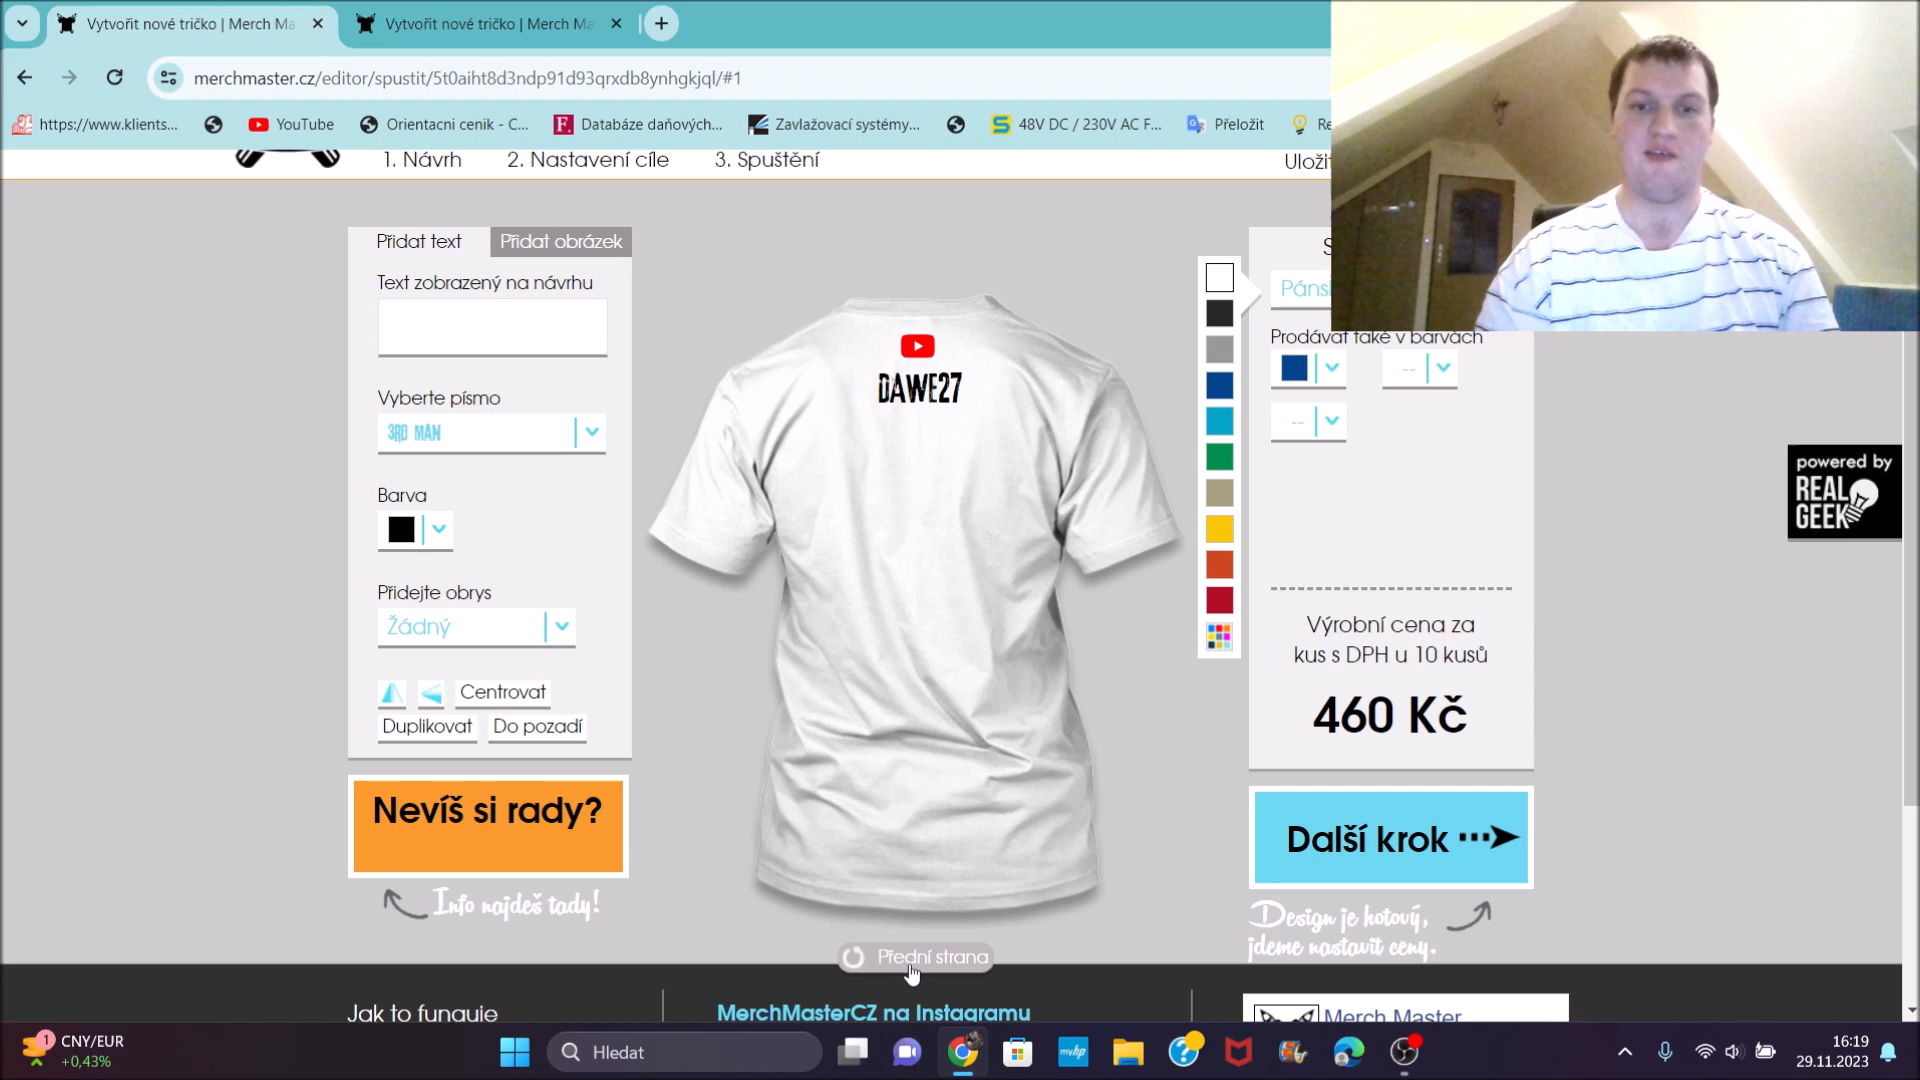 Vytvořit nové tričko | Merch Ma
Vytvořit nové tričko | Merch Ma
merchmaster.cz/editor/spustit/5t0aiht8d3ndp91d93qrxdb8ynhgkjql/#1
https://www.klients...
YouTube
Orientacni cenik - C...
Databáze daňových...
Zavlažovací systémy...
48V DC / 230V AC F...
Přeložit
Re
1. Návrh
2. Nastavení cíle
3. Spuštění
Uloži
Přidat text
Přidat obrázek
Text zobrazený na návrhu
Vyberte písmo
3RD MAN
Barva
Přidejte obrys
Žádný
Centrovat
Duplikovat
Do pozadí
Nevíš si rady?
Info najdeš tady!
DAWE27
Přední strana
S
Páns
Prodávat také v barvách
--
--
Výrobní cena za
kus s DPH u 10 kusů
460 Kč
Další krok
Design je hotový,
jdeme nastavit ceny.
powered by
REAL
GEEK
Jak to funguje
MerchMasterCZ na Instagramu
Merch Master
1
CNY/EUR
+0,43%
Hledat
myhp
16:19
29.11.2023